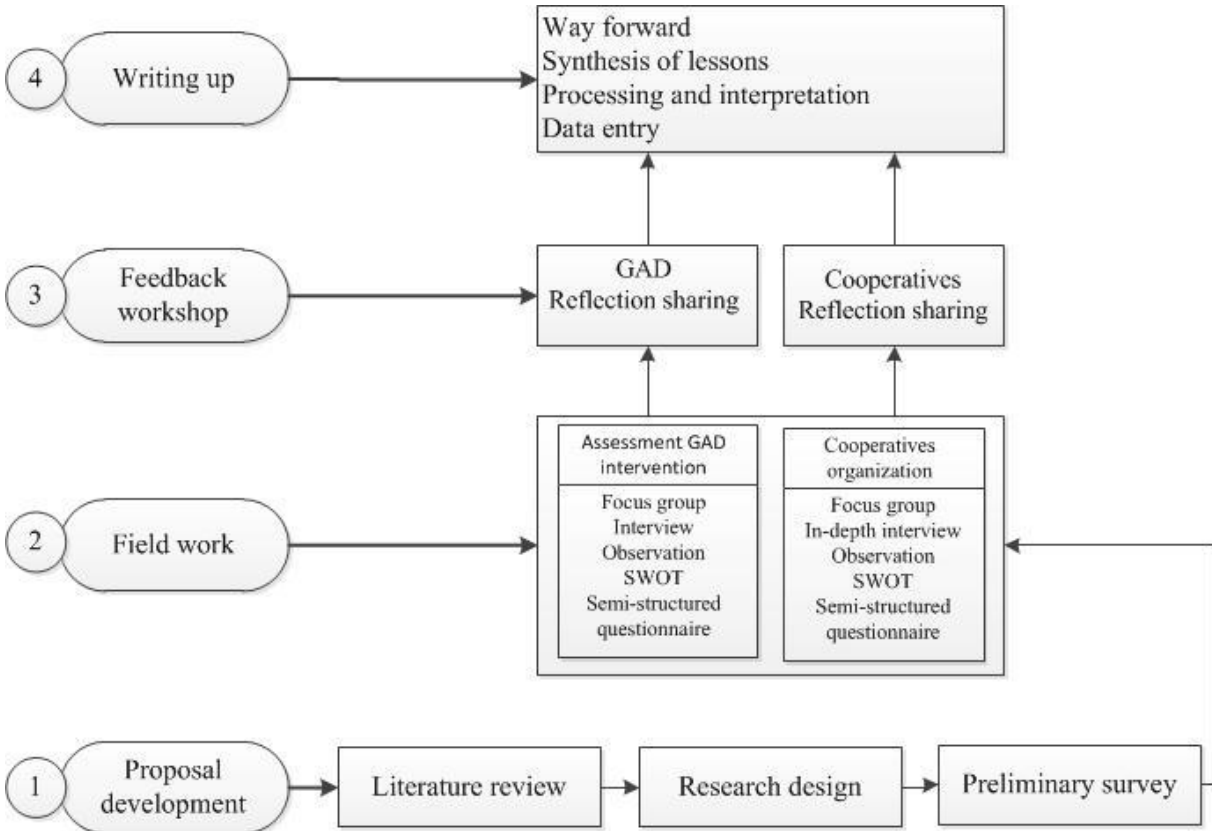 4
Writing up
Way forward
Synthesis of lessons
Processing and interpretation
Data entry
3
Feedback
workshop
GAD
Reflection sharing
Cooperatives
Reflection sharing
2
Field work
Assessment GAD
intervention
Focus group
Interview
Observation
SWOT
Semi-structured
questionnaire
Cooperatives
organization
Focus group
In-depth interview
Observation
SWOT
Semi-structured
questionnaire
1
Proposal
development
Literature review
Research design
Preliminary survey